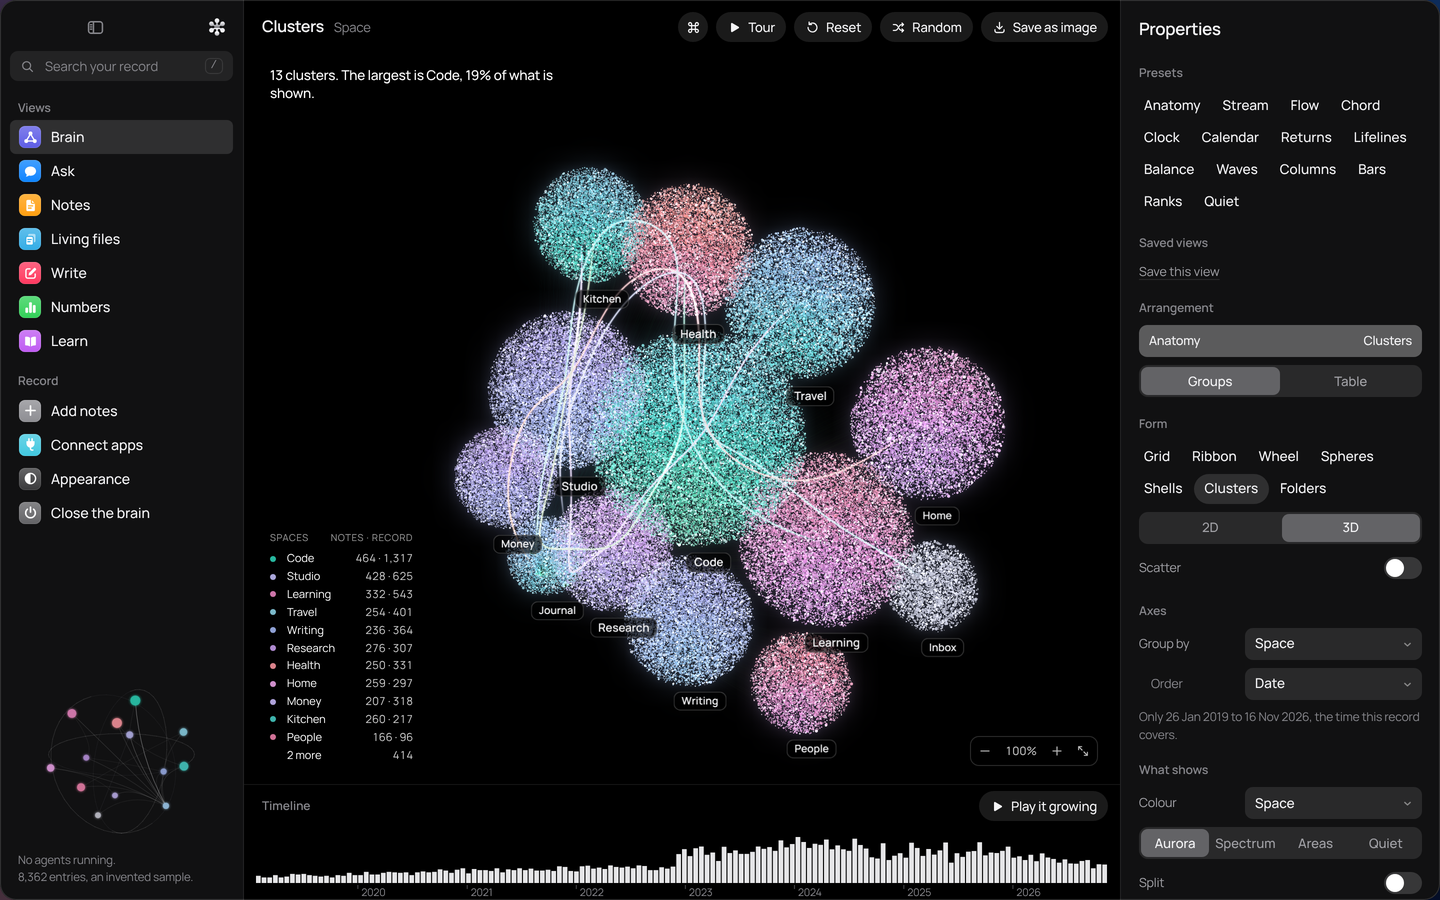 Search your record /
Views
Brain
Ask
Notes
Living files
Write
Numbers
Learn
Record
Add notes
Connect apps
Appearance
Close the brain
No agents running.
8,362 entries, an invented sample.
Clusters Space
⌘ Tour Reset Random Save as image
13 clusters. The largest is Code, 19% of what is
shown.
Kitchen
Health
Travel
Studio
Home
Money
Code
Journal
Research
Learning
Inbox
Writing
People
SPACES NOTES · RECORD
Code 464 · 1,317
Studio 428 · 625
Learning 332 · 543
Travel 254 · 401
Writing 236 · 364
Research 276 · 307
Health 250 · 331
Home 259 · 297
Money 207 · 318
Kitchen 260 · 217
People 166 · 96
2 more 414
− 100% +
Timeline
Play it growing
2020 2021 2022 2023 2024 2025 2026
Properties
Presets
Anatomy Stream Flow Chord
Clock Calendar Returns Lifelines
Balance Waves Columns Bars
Ranks Quiet
Saved views
Save this view
Arrangement
Anatomy Clusters
Groups Table
Form
Grid Ribbon Wheel Spheres
Shells Clusters Folders
2D 3D
Scatter
Axes
Group by Space
Order Date
Only 26 Jan 2019 to 16 Nov 2026, the time this record
covers.
What shows
Colour Space
Aurora Spectrum Areas Quiet
Split